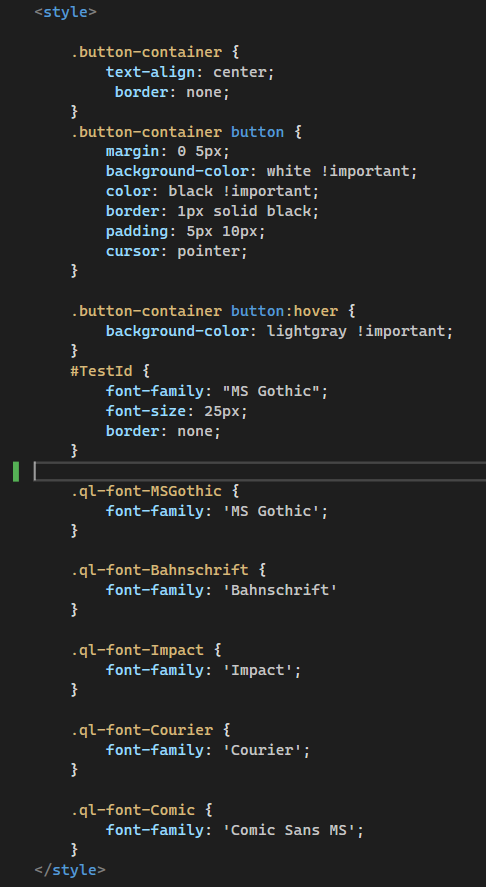 <style>
.button-container {
text-align: center;
border: none;
}
.button-container button {
margin: 0 5px;
background-color: white !important;
color: black !important;
border: 1px solid black;
padding: 5px 10px;
cursor: pointer;
}
.button-container button:hover {
background-color: lightgray !important;
}
#TestId {
font-family: "MS Gothic";
font-size: 25px;
border: none;
}
.ql-font-MSGothic {
font-family: 'MS Gothic';
}
.ql-font-Bahnschrift {
font-family: 'Bahnschrift'
}
.ql-font-Impact {
font-family: 'Impact';
}
.ql-font-Courier {
font-family: 'Courier';
}
.ql-font-Comic {
font-family: 'Comic Sans MS';
}
</style>